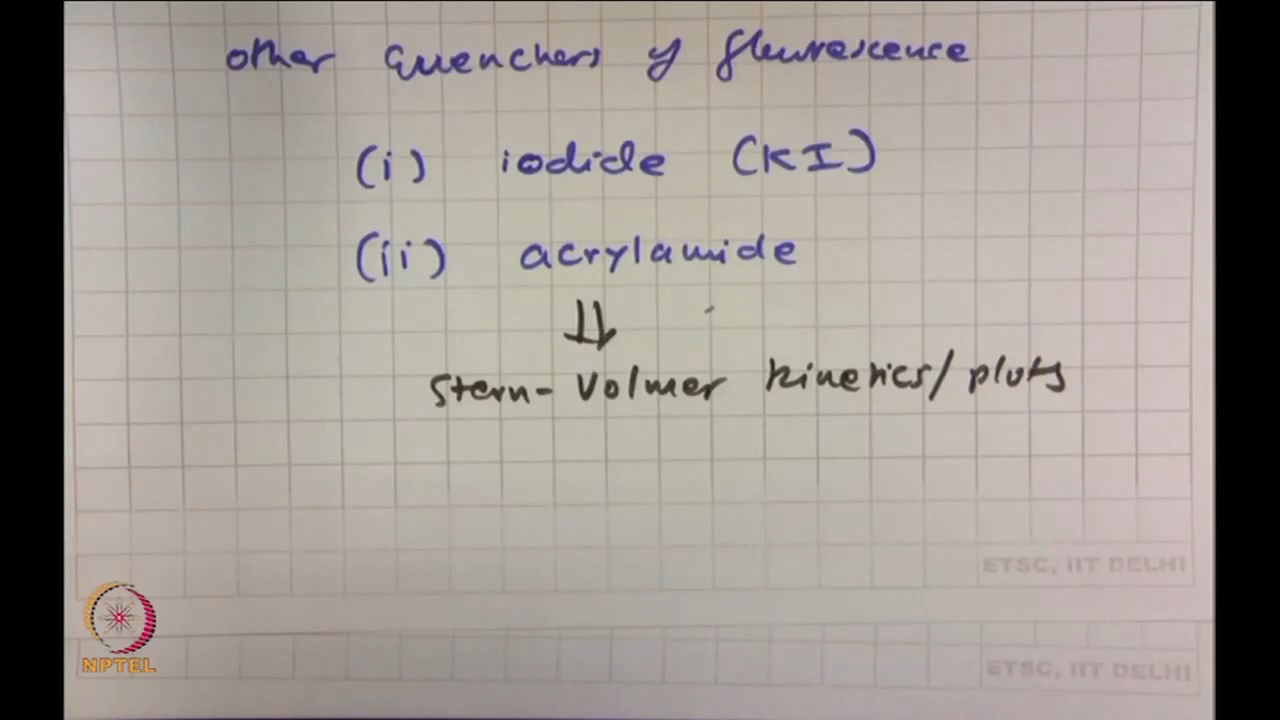 other Quenchers of fluorescence
(i) iodide (KI)
(ii) acrylamide
Stern-Volmer kinetics/plots
ETSC, IIT DELHI
NPTEL
ETSC, IIT DELHI